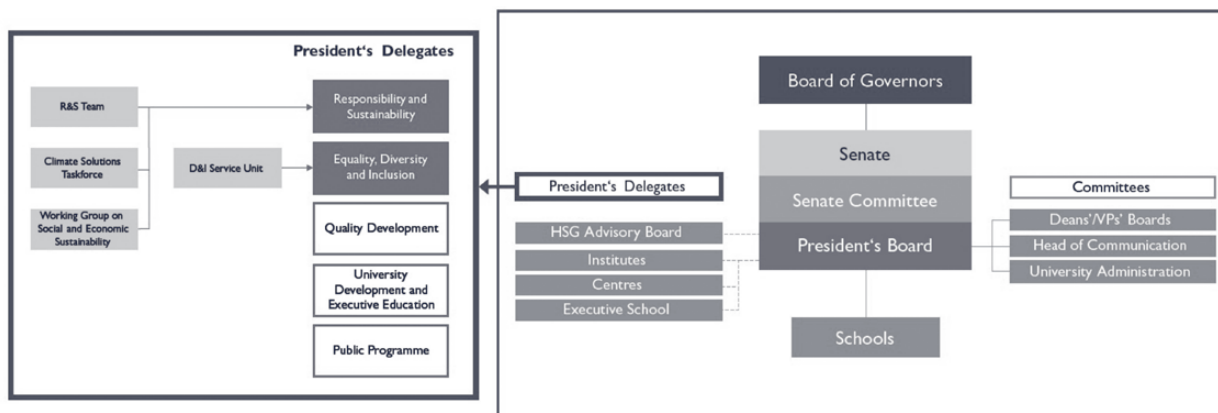 President‘s Delegates
R&S Team
Responsibility and
Sustainability
Climate Solutions
Taskforce
D&I Service Unit
Equality, Diversity
and Inclusion
Working Group on
Social and Economic
Sustainability
Quality Development
University
Development and
Executive Education
Public Programme
Board of Governors
Senate
Senate Committee
President‘s Board
Schools
President‘s Delegates
HSG Advisory Board
Institutes
Centres
Executive School
Committees
Deans’/VPs’ Boards
Head of Communication
University Administration